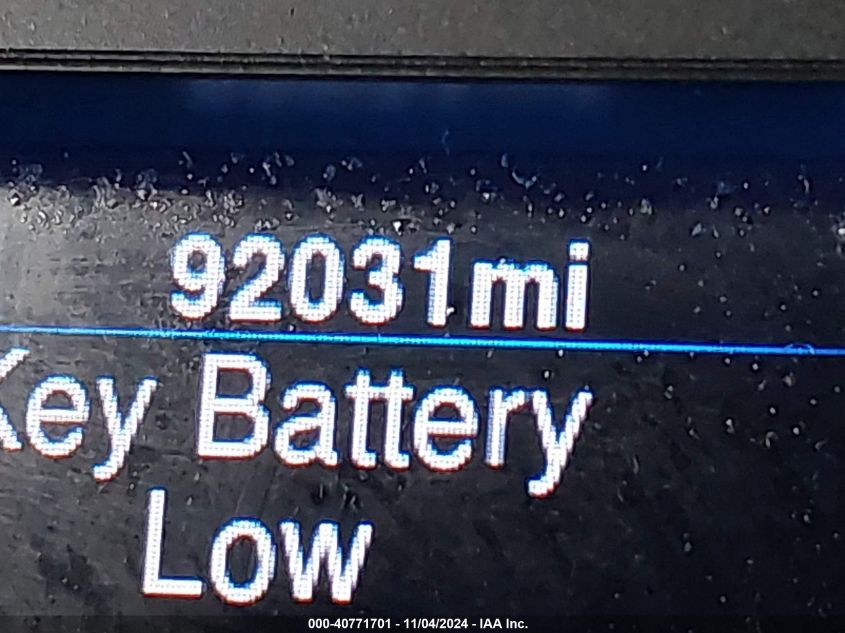 92031mi
Key Battery
Low
000-40771701 - 11/04/2024 - IAA Inc.